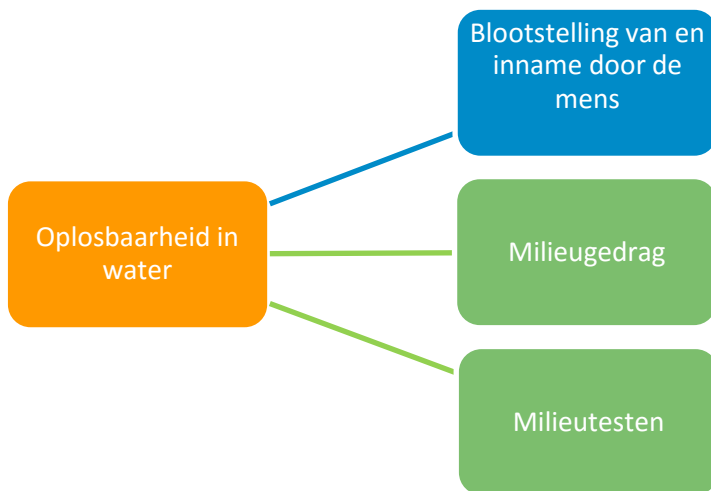 Blootstelling van en
inname door de
mens
Oplosbaarheid in
water
Milieugedrag
Milieutesten